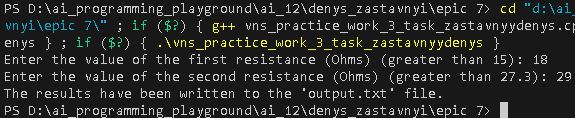 PS D:\ai_programming_playground\ai_12\denys_zastavnyi\epic 7> cd "d:\ai_
vnyi\epic 7\" ; if ($?) { g++ vns_practice_work_3_task_zastavnyydenys.cp
enys } ; if ($?) { .\vns_practice_work_3_task_zastavnyydenys }
Enter the value of the first resistance (Ohms) (greater than 15): 18
Enter the value of the second resistance (Ohms) (greater than 27.3): 29
The results have been written to the 'output.txt' file.
PS D:\ai_programming_playground\ai_12\denys_zastavnyi\epic 7>